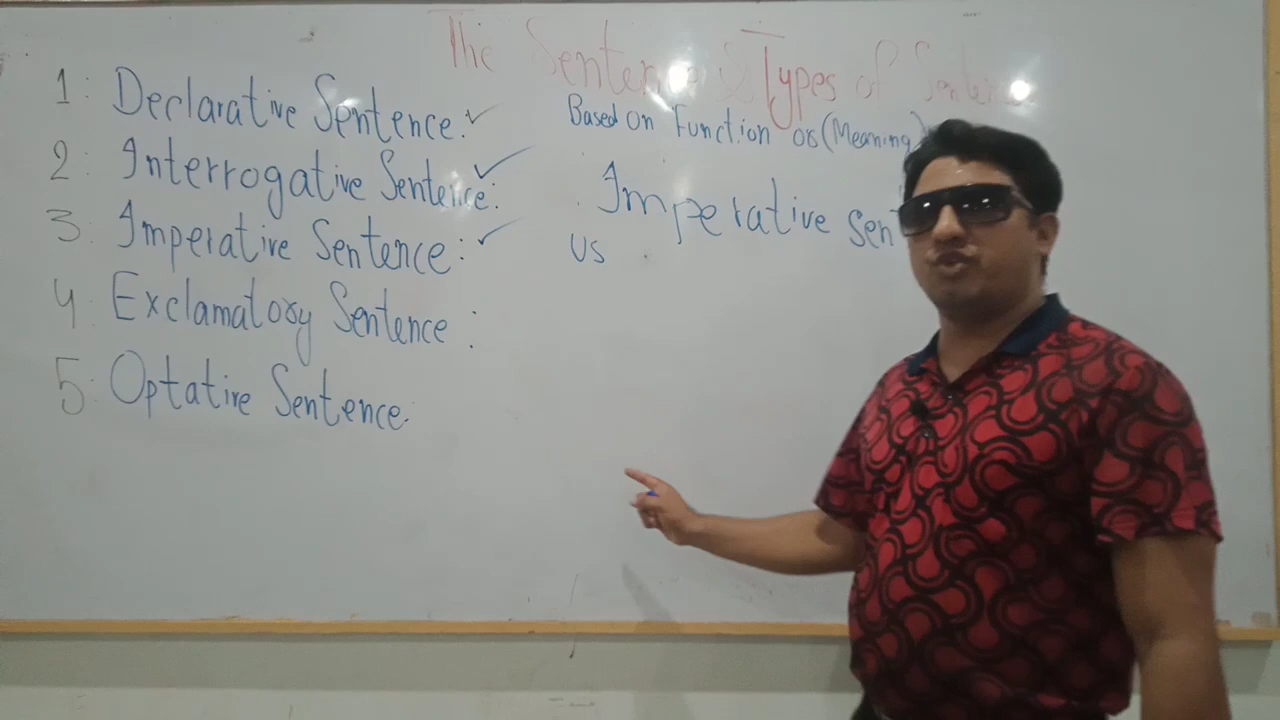 The Sentence & Types of Sentence
1: Declarative Sentence:
2: Interrogative Sentence:
3: Imperative Sentence:
4 Exclamatory Sentence :
5: Optative Sentence:
Based on Function or (Meaning)
Imperative Sen
us